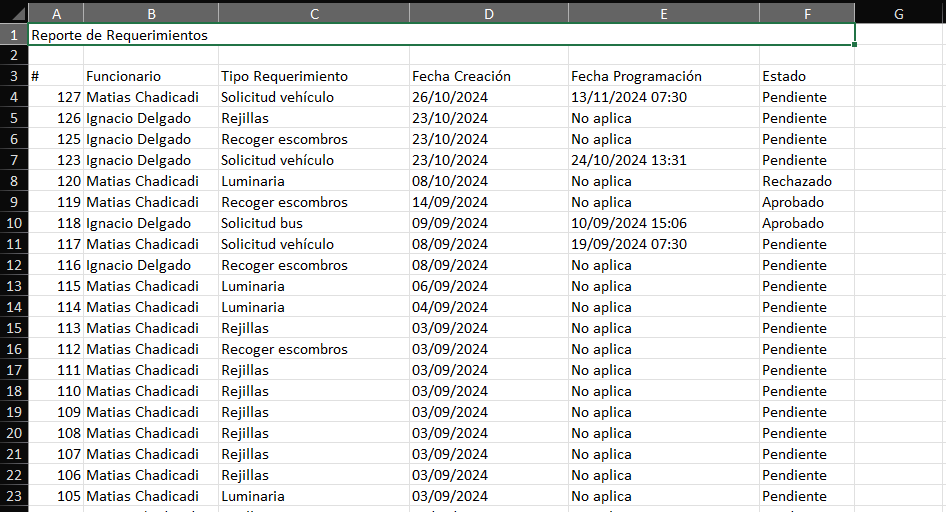 A B C D E F G
1 Reporte de Requerimientos
2
3 # Funcionario Tipo Requerimiento Fecha Creación Fecha Programación Estado
4 127 Matias Chadicadi Solicitud vehículo 26/10/2024 13/11/2024 07:30 Pendiente
5 126 Ignacio Delgado Rejillas 23/10/2024 No aplica Pendiente
6 125 Ignacio Delgado Recoger escombros 23/10/2024 No aplica Pendiente
7 123 Ignacio Delgado Solicitud vehículo 23/10/2024 24/10/2024 13:31 Pendiente
8 120 Matias Chadicadi Luminaria 08/10/2024 No aplica Rechazado
9 119 Matias Chadicadi Recoger escombros 14/09/2024 No aplica Aprobado
10 118 Ignacio Delgado Solicitud bus 09/09/2024 10/09/2024 15:06 Aprobado
11 117 Matias Chadicadi Solicitud vehículo 08/09/2024 19/09/2024 07:30 Pendiente
12 116 Ignacio Delgado Recoger escombros 08/09/2024 No aplica Pendiente
13 115 Matias Chadicadi Luminaria 06/09/2024 No aplica Pendiente
14 114 Matias Chadicadi Luminaria 04/09/2024 No aplica Pendiente
15 113 Matias Chadicadi Rejillas 03/09/2024 No aplica Pendiente
16 112 Matias Chadicadi Recoger escombros 03/09/2024 No aplica Pendiente
17 111 Matias Chadicadi Rejillas 03/09/2024 No aplica Pendiente
18 110 Matias Chadicadi Rejillas 03/09/2024 No aplica Pendiente
19 109 Matias Chadicadi Rejillas 03/09/2024 No aplica Pendiente
20 108 Matias Chadicadi Rejillas 03/09/2024 No aplica Pendiente
21 107 Matias Chadicadi Rejillas 03/09/2024 No aplica Pendiente
22 106 Matias Chadicadi Rejillas 03/09/2024 No aplica Pendiente
23 105 Matias Chadicadi Luminaria 03/09/2024 No aplica Pendiente